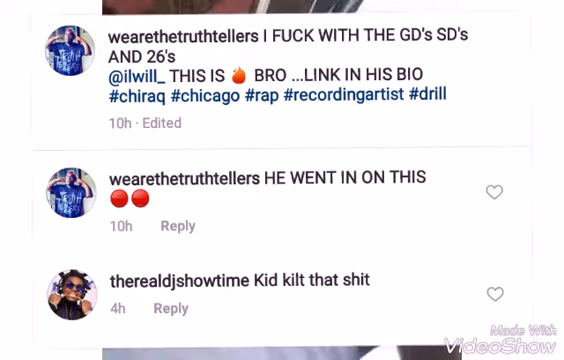 wearethetruthtellers I FUCK WITH THE GD's SD's
AND 26's
@ilwill_ THIS IS 🔥 BRO ...LINK IN HIS BIO
#chiraq #chicago #rap #recordingartist #drill
10h · Edited
wearethetruthtellers HE WENT IN ON THIS
🔴🔴
10h Reply
therealdjshowtime Kid kilt that shit
4h Reply
Made With
VideoShow